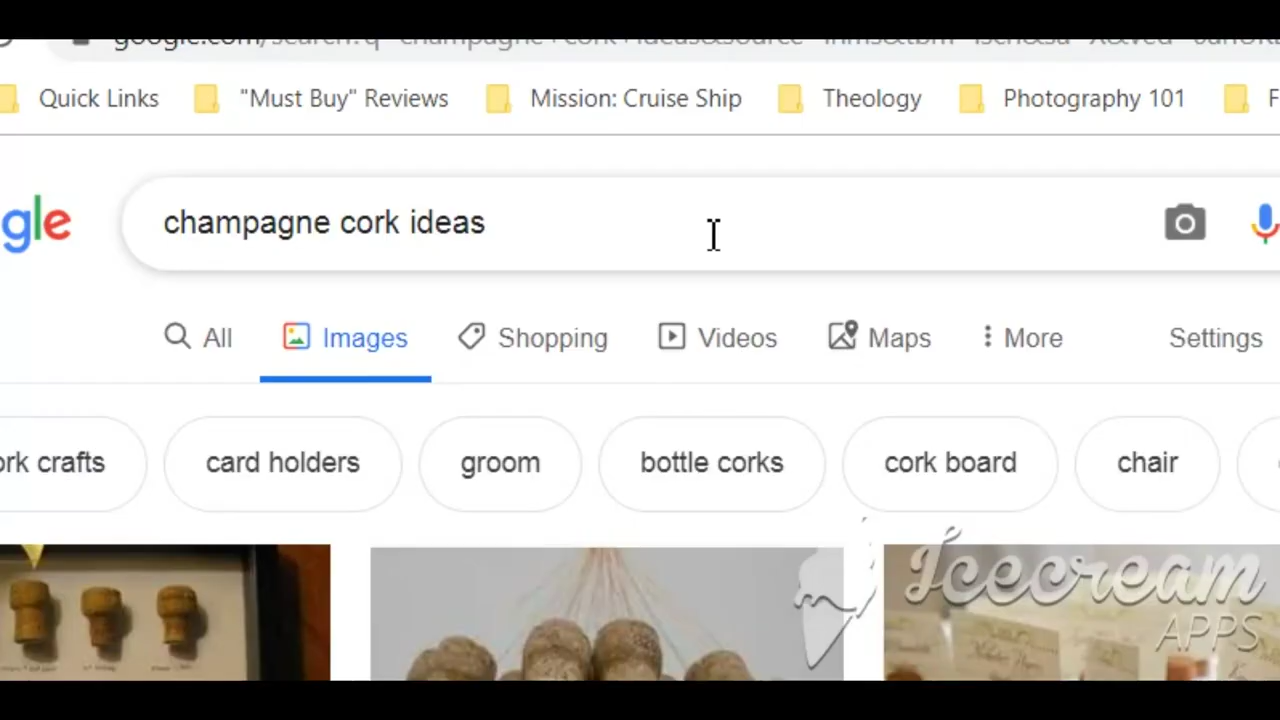 Quick Links "Must Buy" Reviews Mission: Cruise Ship Theology Photography 101 F
gle champagne cork ideas
All Images Shopping Videos Maps More Settings
ork crafts card holders groom bottle corks cork board chair
Icecream
APPS